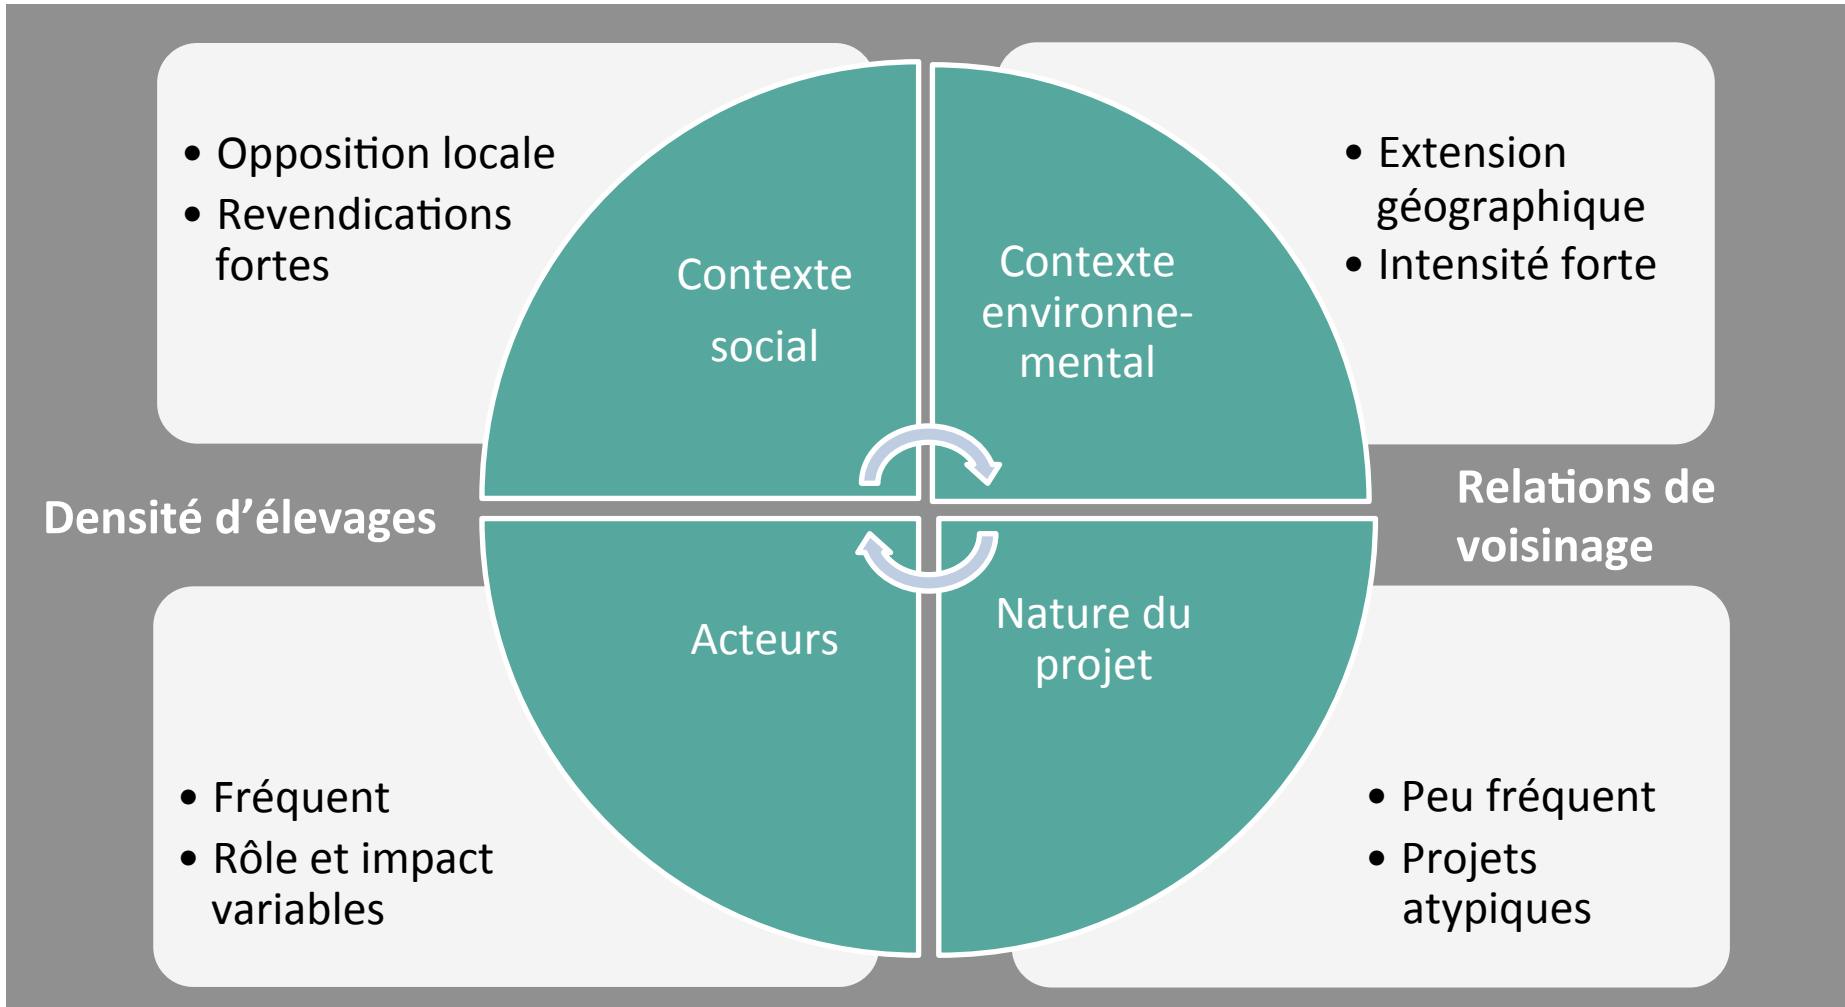 • Opposition locale
• Revendications
fortes
Contexte
social
Contexte
environne-
mental
• Extension
géographique
• Intensité forte
Densité d’élevages
Relations de
voisinage
Acteurs
Nature du
projet
• Fréquent
• Rôle et impact
variables
• Peu fréquent
• Projets
atypiques